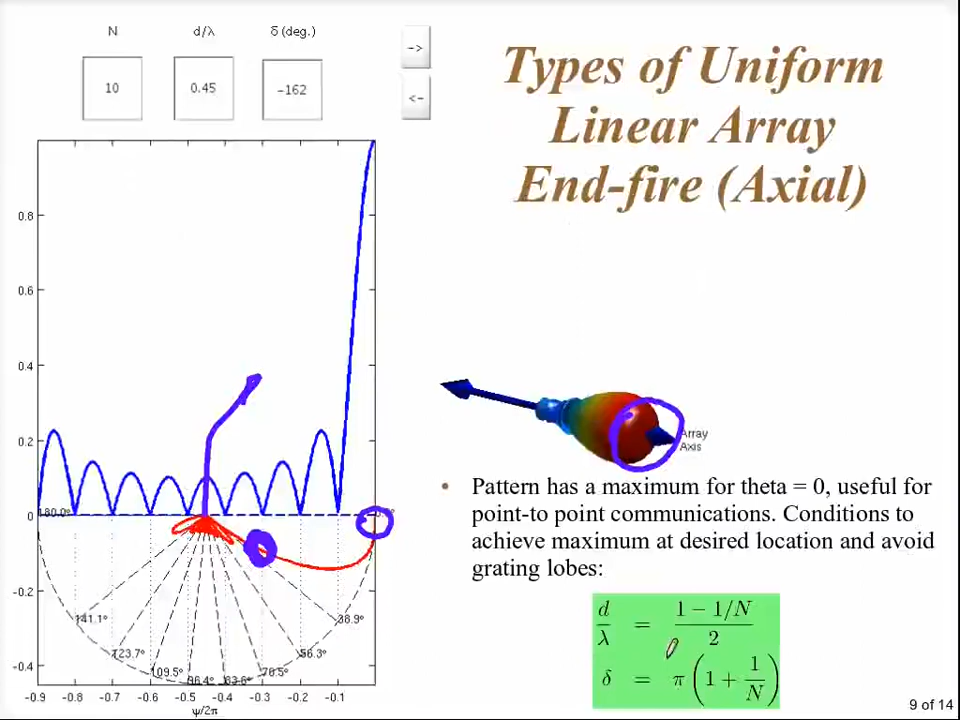 N d/λ δ (deg.)
10 0.45 -162
->
<-
Types of Uniform
Linear Array
End-fire (Axial)
0.8
0.6
0.4
0.2
0
-0.2
-0.4
180.0°
141.1°
123.7°
109.5°
96.4°
83.6°
70.5°
56.3°
38.9°
-0.9 -0.8 -0.7 -0.6 -0.5 -0.4 -0.3 -0.2 -0.1
ψ/2π
Array
Axis
• Pattern has a maximum for theta = 0, useful for
point-to point communications. Conditions to
achieve maximum at desired location and avoid
grating lobes:
d/λ = (1 − 1/N)/2
δ = π(1 + 1/N)
9 of 14